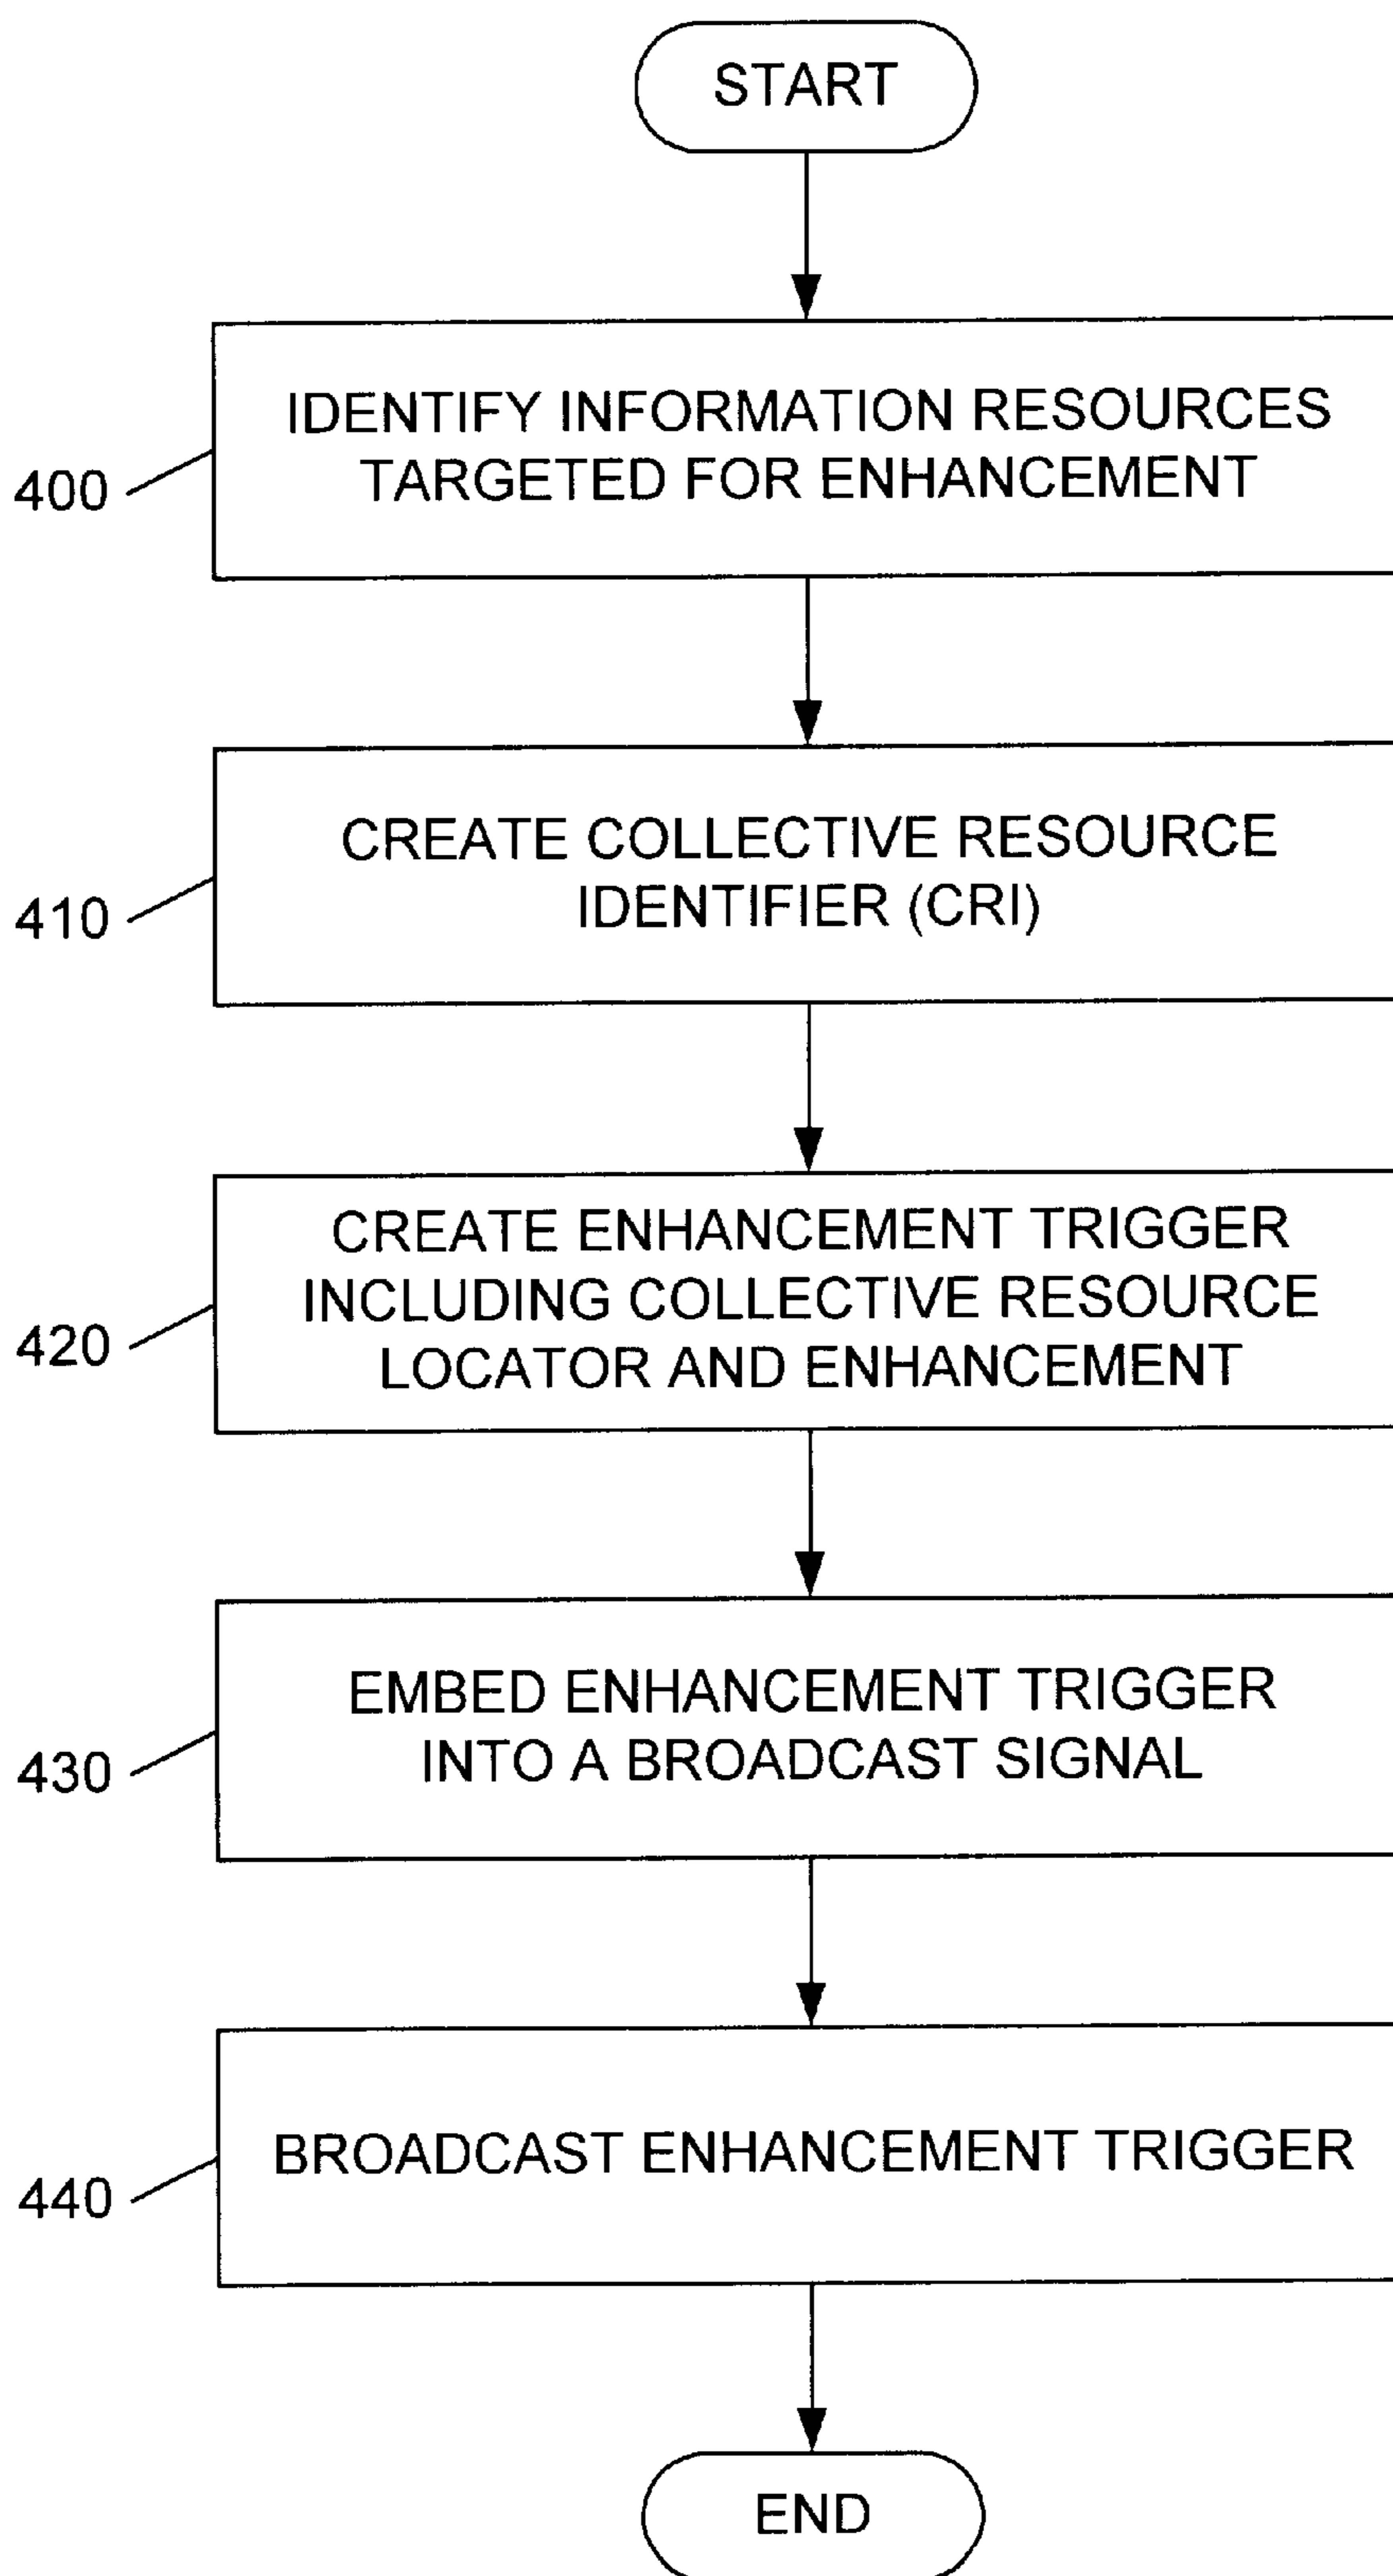 START
IDENTIFY INFORMATION RESOURCES
TARGETED FOR ENHANCEMENT
400
CREATE COLLECTIVE RESOURCE
IDENTIFIER (CRI)
410
CREATE ENHANCEMENT TRIGGER
INCLUDING COLLECTIVE RESOURCE
LOCATOR AND ENHANCEMENT
420
EMBED ENHANCEMENT TRIGGER
INTO A BROADCAST SIGNAL
430
BROADCAST ENHANCEMENT TRIGGER
440
END